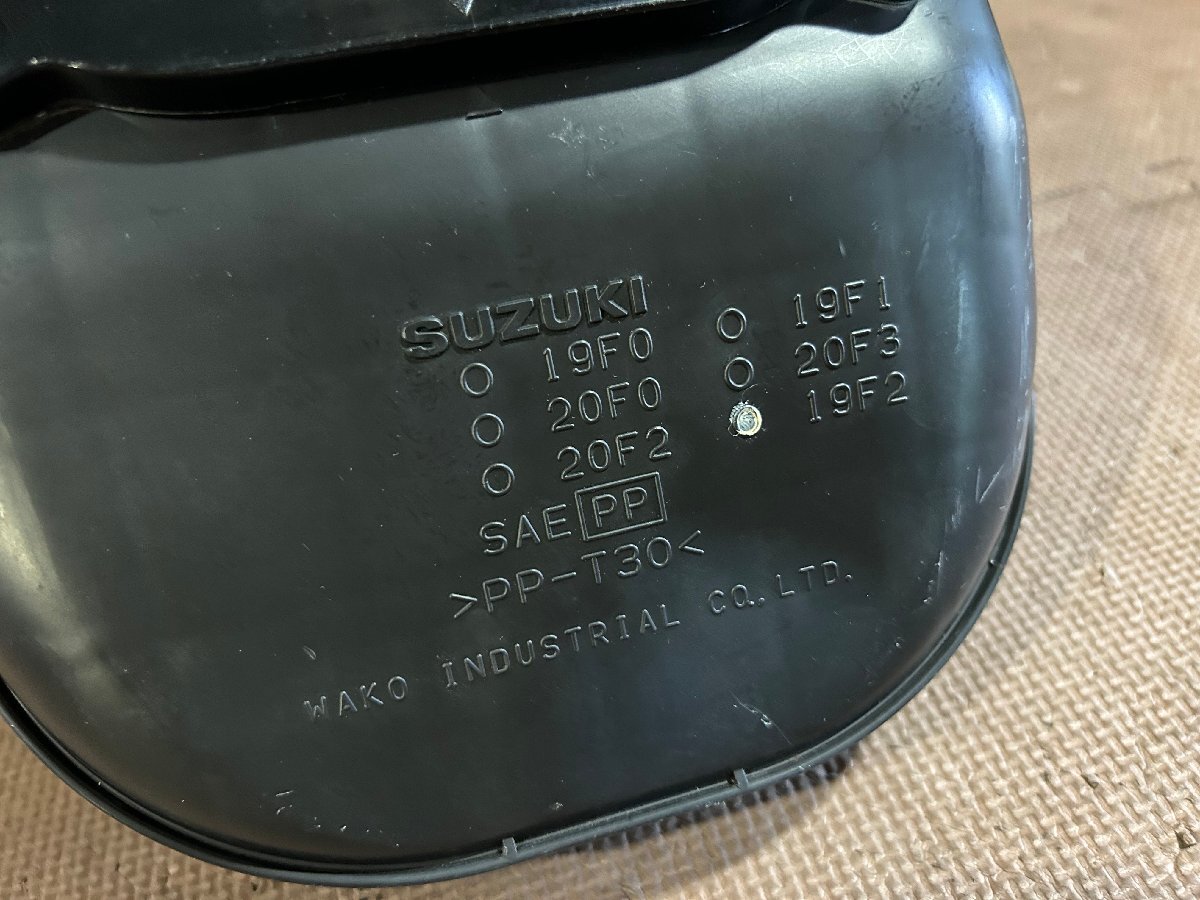 SUZUKI
19F0 19F1
20F0 20F3
20F2 19F2
SAE PP
>PP-T30<
WAKO INDUSTRIAL CO., LTD.